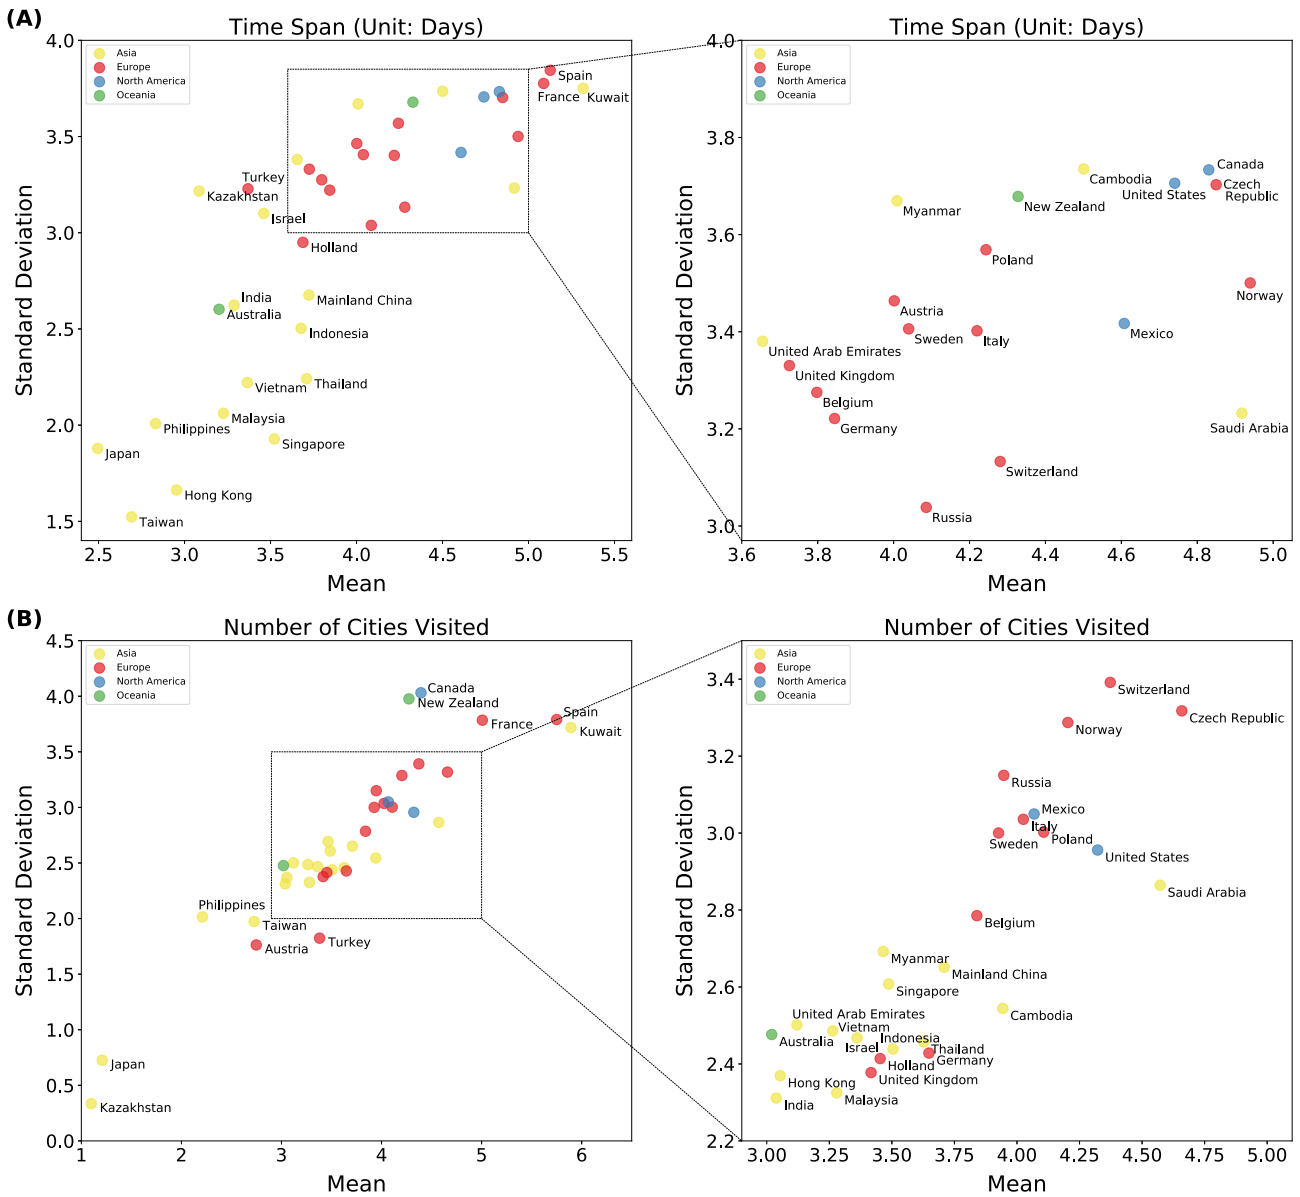 (A)
Time Span (Unit: Days)
Asia
Europe
North America
Oceania
Spain
France
Kuwait
Turkey
Kazakhstan
Israel
Holland
India
Australia
Mainland China
Indonesia
Vietnam
Thailand
Malaysia
Philippines
Singapore
Japan
Hong Kong
Taiwan
4.0
3.5
3.0
2.5
2.0
1.5
Standard Deviation
2.5 3.0 3.5 4.0 4.5 5.0 5.5
Mean
Time Span (Unit: Days)
Asia
Europe
North America
Oceania
Canada
Cambodia
United States
Czech
Republic
New Zealand
Myanmar
Poland
Norway
Austria
Sweden
Italy
Mexico
United Arab Emirates
United Kingdom
Belgium
Germany
Saudi Arabia
Switzerland
Russia
4.0
3.8
3.6
3.4
3.2
3.0
Standard Deviation
3.6 3.8 4.0 4.2 4.4 4.6 4.8 5.0
Mean
(B)
Number of Cities Visited
Asia
Europe
North America
Oceania
Canada
New Zealand
France
Spain
Kuwait
Philippines
Taiwan
Austria
Turkey
Japan
Kazakhstan
4.5
4.0
3.5
3.0
2.5
2.0
1.5
1.0
0.5
0.0
Standard Deviation
1 2 3 4 5 6
Mean
Number of Cities Visited
Asia
Europe
North America
Oceania
Switzerland
Czech Republic
Norway
Russia
Mexico
Italy
Sweden
Poland
United States
Saudi Arabia
Belgium
Myanmar
Mainland China
Singapore
Cambodia
United Arab Emirates
Vietnam
Australia
Israel
Indonesia
Thailand
Germany
Holland
United Kingdom
Hong Kong
Malaysia
India
3.4
3.2
3.0
2.8
2.6
2.4
2.2
Standard Deviation
3.00 3.25 3.50 3.75 4.00 4.25 4.50 4.75 5.00
Mean